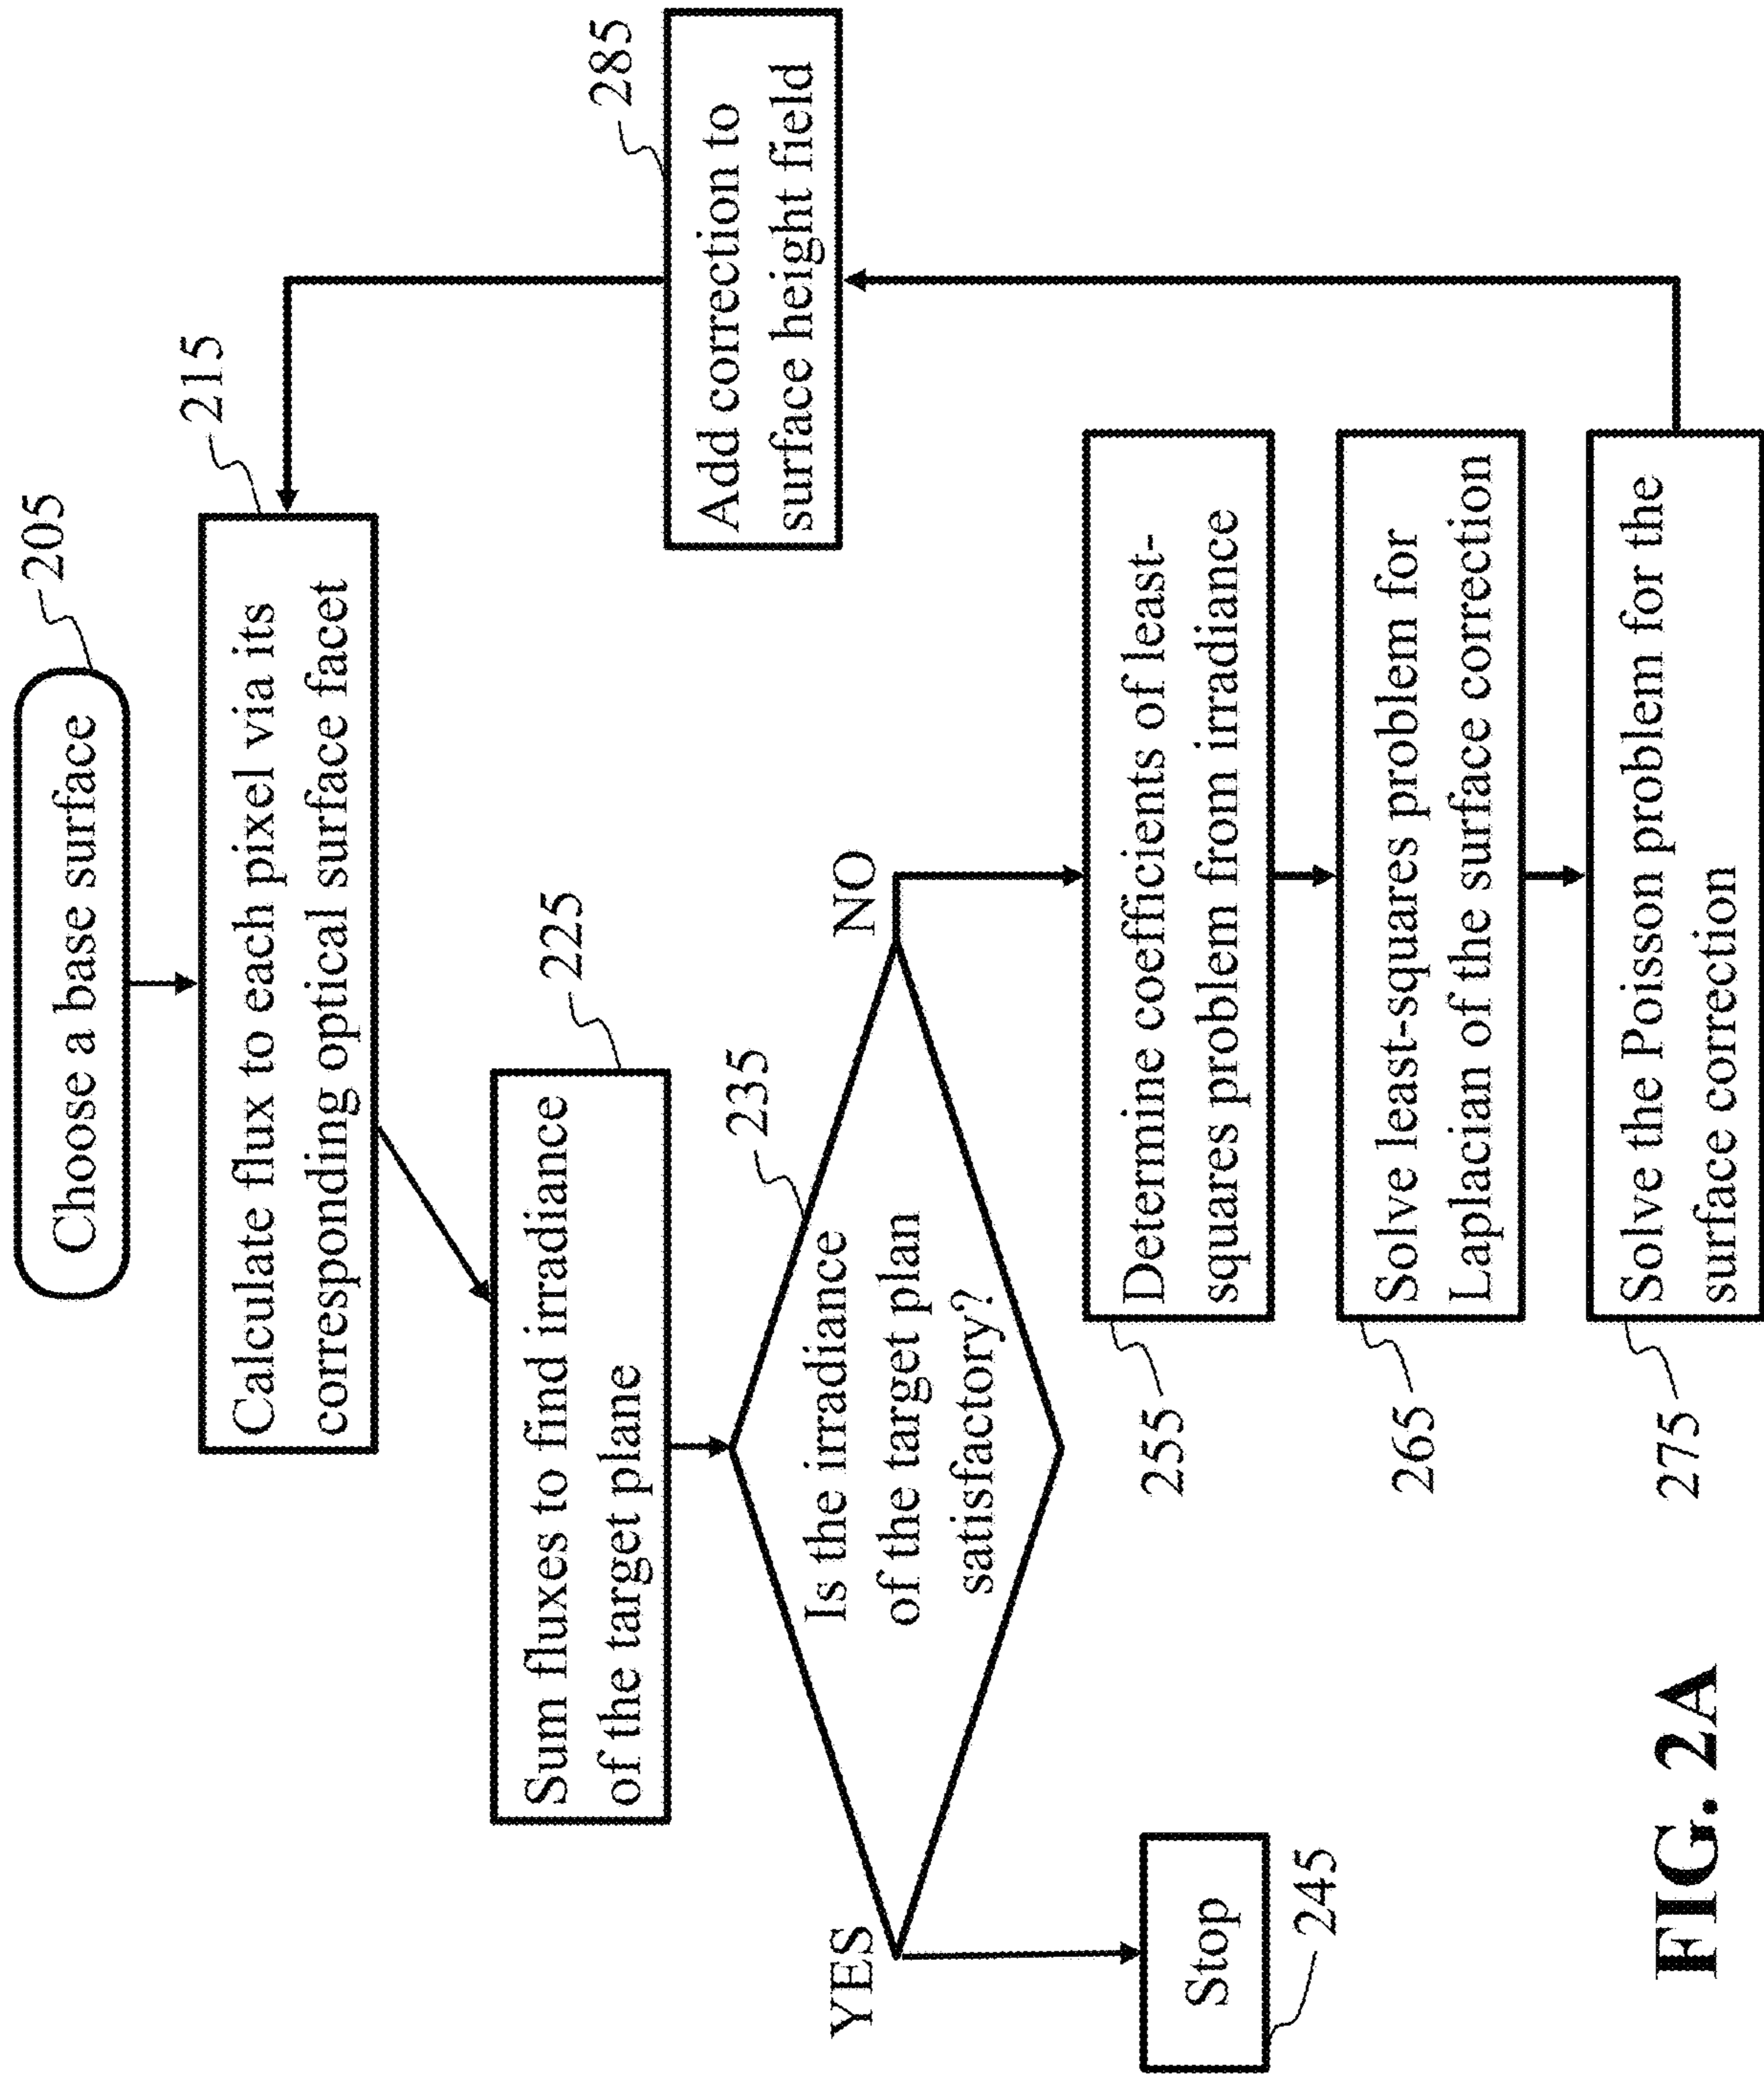 Choose a base surface
205
Calculate flux to each pixel via its
corresponding optical surface facet
215
Sum fluxes to find irradiance
of the target plane
225
Is the irradiance
of the target plan
satisfactory?
235
YES
NO
Stop
245
Determine coefficients of least-
squares problem from irradiance
255
Solve least-squares problem for
Laplacian of the surface correction
265
Solve the Poisson problem for the
surface correction
275
Add correction to
surface height field
285
FIG. 2A